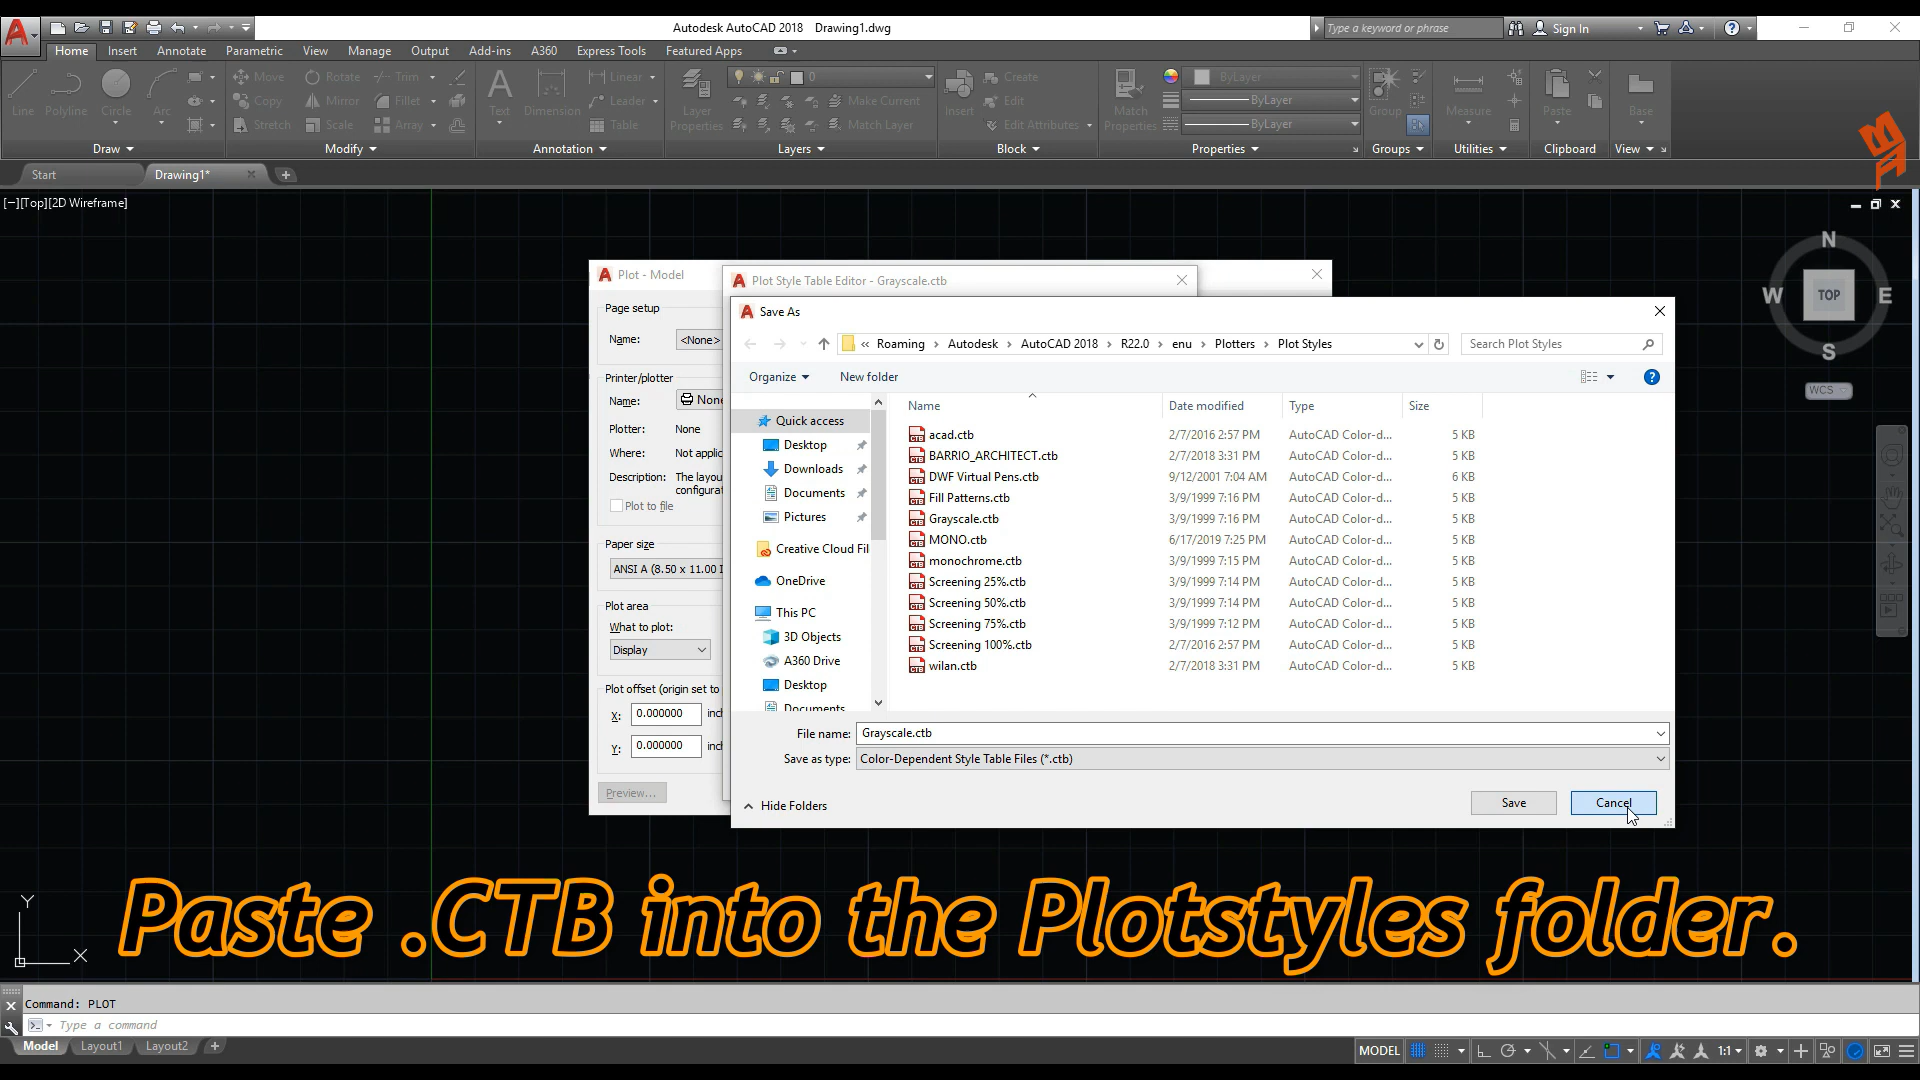 Autodesk AutoCAD 2018 Drawing1.dwg
Type a keyword or phrase
Sign In
Home Insert Annotate Parametric View Manage Output Add-ins A360 Express Tools Featured Apps
Line Polyline Circle Arc
Move Rotate Trim
Copy Mirror Fillet
Stretch Scale Array
Text Dimension
Linear
Leader
Table
Layer Properties
0
Make Current
Match Layer
Insert
Create
Edit
Edit Attributes
Match Properties
ByLayer
ByLayer
ByLayer
Group
Measure
Paste
Base
Draw Modify Annotation Layers Block Properties Groups Utilities Clipboard View
Start Drawing1*
[−][Top][2D Wireframe]
N
W TOP E
S
WCS
Plot - Model
Page setup
Name: <None>
Printer/plotter
Name: Non
Plotter: None
Where: Not applic
Description: The layou
configurat
Plot to file
Paper size
ANSI A (8.50 x 11.00 I
Plot area
What to plot:
Display
Plot offset (origin set to
X: 0.000000 inc
Y: 0.000000 inc
Preview...
Plot Style Table Editor - Grayscale.ctb
Save As
« Roaming › Autodesk › AutoCAD 2018 › R22.0 › enu › Plotters › Plot Styles
Search Plot Styles
Organize New folder
Quick access
Desktop
Downloads
Documents
Pictures
Creative Cloud Fil
OneDrive
This PC
3D Objects
A360 Drive
Desktop
Documents
Name Date modified Type Size
acad.ctb 2/7/2016 2:57 PM AutoCAD Color-d... 5 KB
BARRIO_ARCHITECT.ctb 2/7/2018 3:31 PM AutoCAD Color-d... 5 KB
DWF Virtual Pens.ctb 9/12/2001 7:04 AM AutoCAD Color-d... 6 KB
Fill Patterns.ctb 3/9/1999 7:16 PM AutoCAD Color-d... 5 KB
Grayscale.ctb 3/9/1999 7:16 PM AutoCAD Color-d... 5 KB
MONO.ctb 6/17/2019 7:25 PM AutoCAD Color-d... 5 KB
monochrome.ctb 3/9/1999 7:15 PM AutoCAD Color-d... 5 KB
Screening 25%.ctb 3/9/1999 7:14 PM AutoCAD Color-d... 5 KB
Screening 50%.ctb 3/9/1999 7:14 PM AutoCAD Color-d... 5 KB
Screening 75%.ctb 3/9/1999 7:12 PM AutoCAD Color-d... 5 KB
Screening 100%.ctb 2/7/2016 2:57 PM AutoCAD Color-d... 5 KB
wilan.ctb 2/7/2018 3:31 PM AutoCAD Color-d... 5 KB
File name: Grayscale.ctb
Save as type: Color-Dependent Style Table Files (*.ctb)
Hide Folders
Save Cancel
Paste .CTB into the Plotstyles folder.
Y
X
Command: PLOT
Type a command
Model Layout1 Layout2
MODEL 1:1